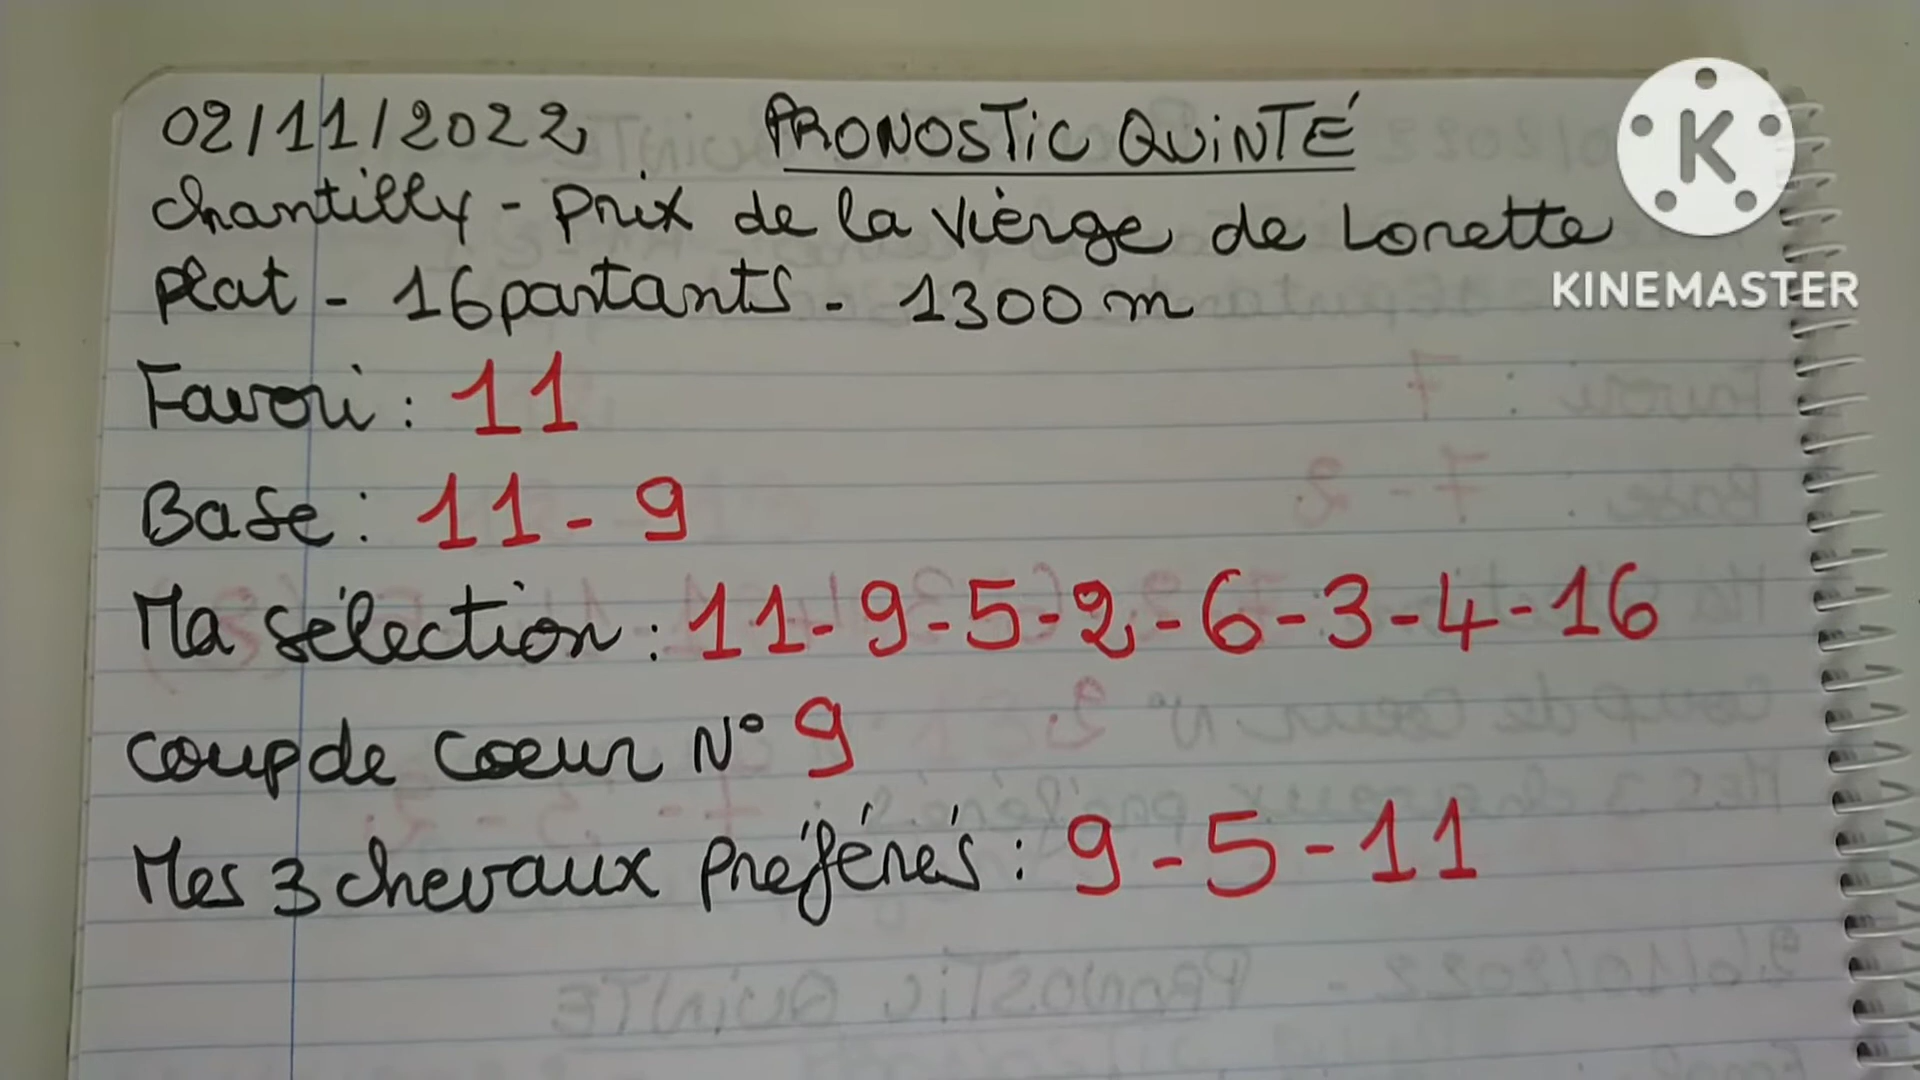 02/11/2022 PRONOSTIC QUINTÉ
Chantilly - Prix de la Vierge de Lorette
plat - 16 partants - 1300 m
Favori : 11
Base : 11 - 9
Ma sélection : 11 - 9 - 5 - 2 - 6 - 3 - 4 - 16
coup de coeur N° 9
Mes 3 chevaux préférés : 9 - 5 - 11
K
KINEMASTER